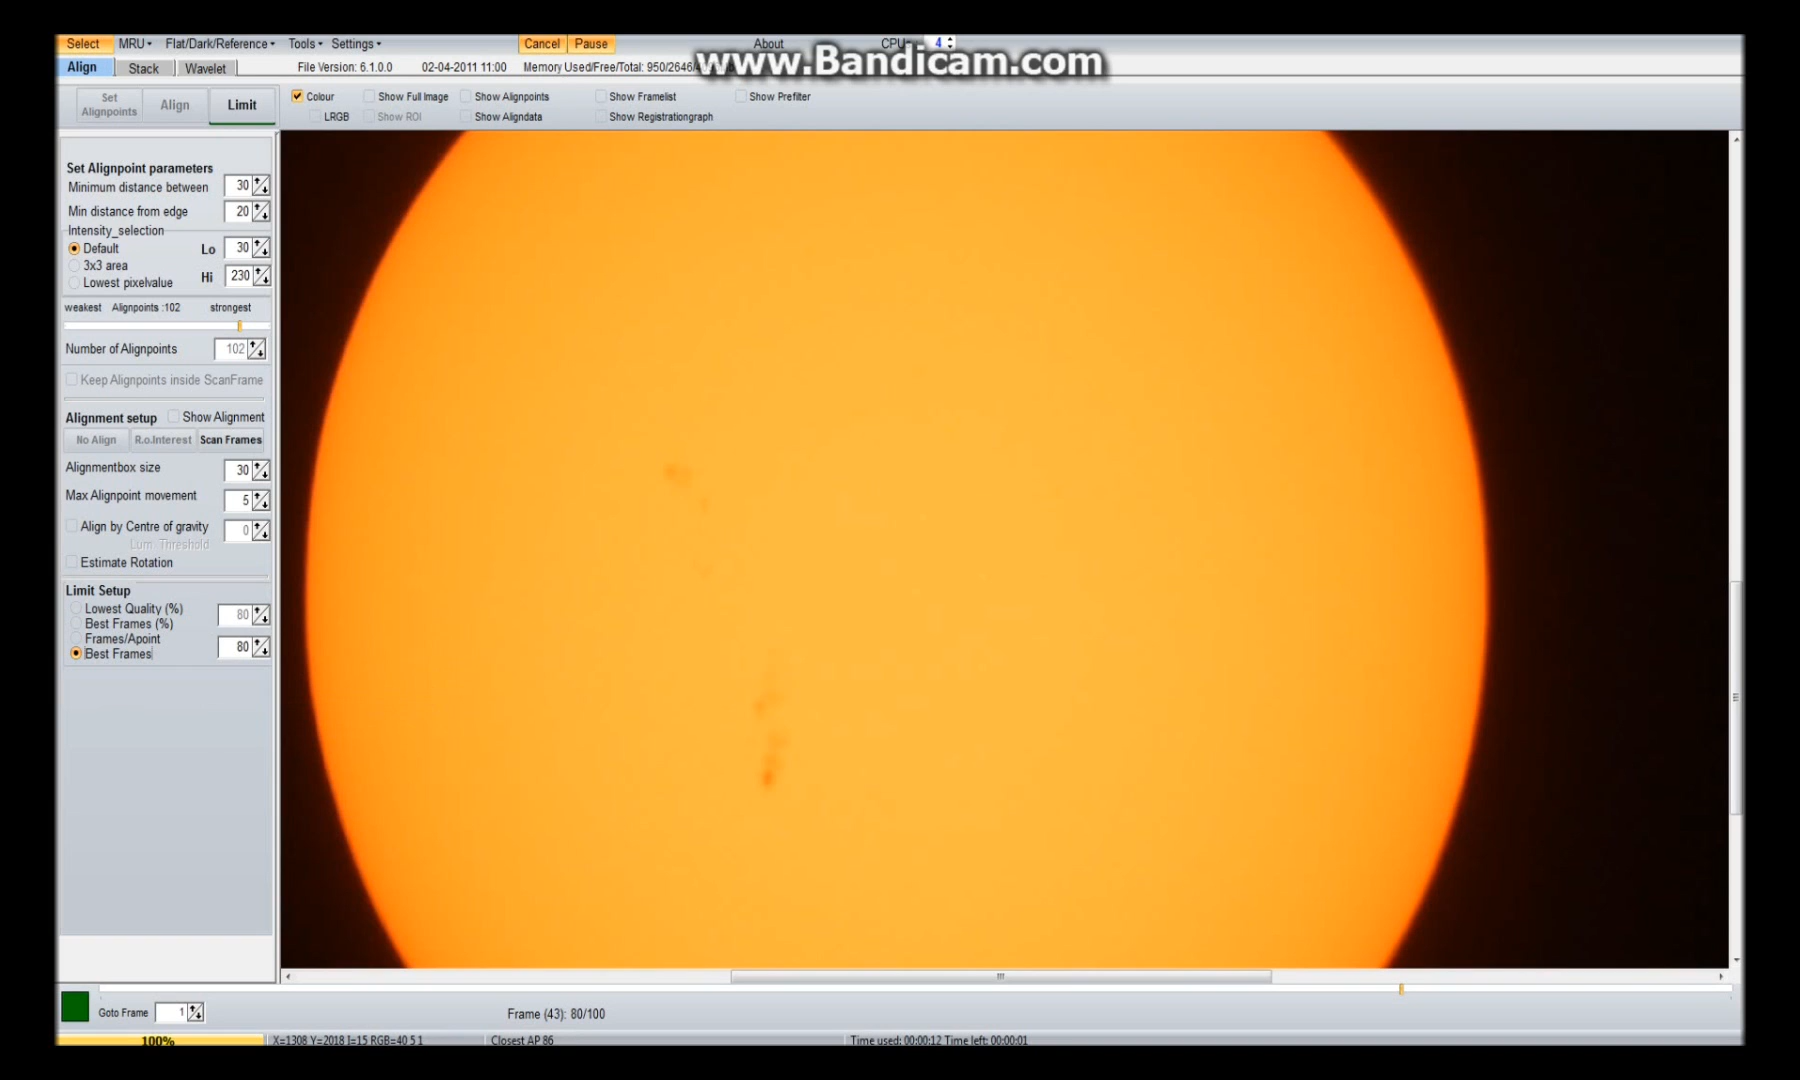 Select MRU Flat/Dark/Reference Tools Settings Cancel Pause About CPU 4
www.Bandicam.com
Align Stack Wavelet File Version: 6.1.0.0 02-04-2011 11:00 Memory Used/Free/Total: 950/2646/
Set Alignpoints Align Limit
Colour Show Full Image Show Alignpoints Show Framelist Show Prefilter
LRGB Show ROI Show Aligndata Show Registrationgraph
Set Alignpoint parameters
Minimum distance between 30
Min distance from edge 20
Intensity_selection
Default Lo 30
3x3 area
Lowest pixelvalue Hi 230
weakest Alignpoints :102 strongest
Number of Alignpoints 102
Keep Alignpoints inside ScanFrame
Alignment setup Show Alignment
No Align R.o.Interest Scan Frames
Alignmentbox size 30
Max Alignpoint movement 5
Align by Centre of gravity 0
Lum. Threshold
Estimate Rotation
Limit Setup
Lowest Quality (%) 80
Best Frames (%)
Frames/Apoint
Best Frames 80
Goto Frame 1 Frame (43): 80/100
100% X=1308 Y=2018 I=15 RGB=40 5 1 Closest AP 86 Time used: 00:00:12 Time left: 00:00:01